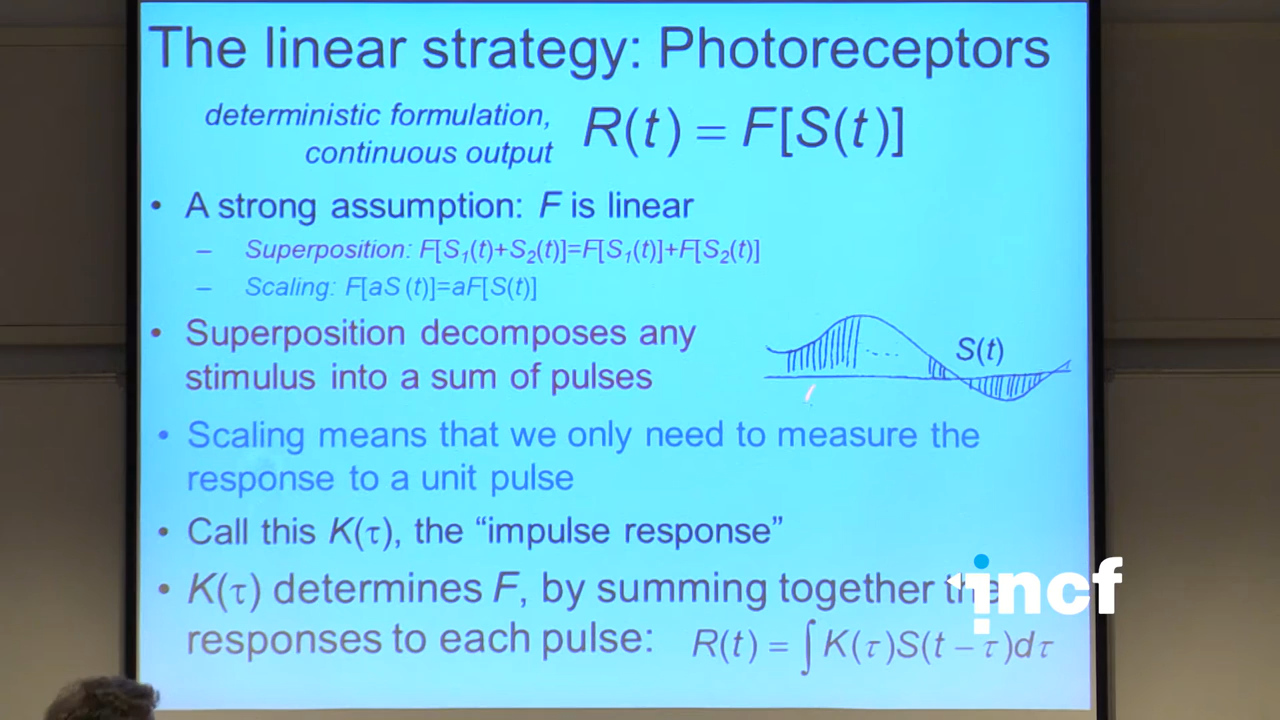 The linear strategy: Photoreceptors
deterministic formulation,
continuous output
R(t) = F[S(t)]
• A strong assumption: F is linear
– Superposition: F[S₁(t)+S₂(t)]=F[S₁(t)]+F[S₂(t)]
– Scaling: F[aS(t)]=aF[S(t)]
• Superposition decomposes any
stimulus into a sum of pulses
S(t)
• Scaling means that we only need to measure the
response to a unit pulse
• Call this K(τ), the “impulse response”
• K(τ) determines F, by summing together
responses to each pulse: R(t) = ∫K(τ)S(t − τ)dτ
incf